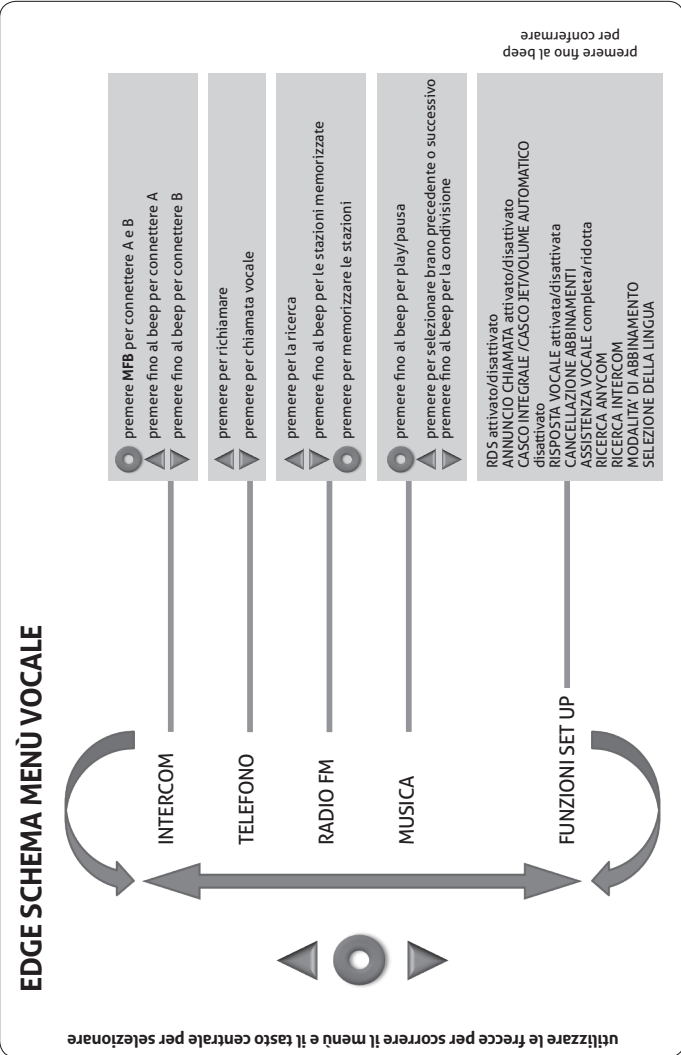 EDGE SCHEMA MENÙ VOCALE
utilizzare le frecce per scorrere il menù e il tasto centrale per selezionare
INTERCOM
premere MFB per connettere A e B
premere fino al beep per connettere A
premere fino al beep per connettere B
TELEFONO
premere per richiamare
premere per chiamata vocale
RADIO FM
premere per la ricerca
premere fino al beep per le stazioni memorizzate
premere per memorizzare le stazioni
MUSICA
premere fino al beep per play/pausa
premere per selezionare brano precedente o successivo
premere fino al beep per la condivisione
FUNZIONI SET UP
RDS attivato/disattivato
ANNUNCIO CHIAMATA attivato/disattivato
CASCO INTEGRALE /CASCO JET/VOLUME AUTOMATICO
disattivato
RISPOSTA VOCALE attivata/disattivata
CANCELLAZIONE ABBINAMENTI
ASSISTENZA VOCALE completa/ridotta
RICERCA ANYCOM
RICERCA INTERCOM
MODALITA' DI ABBINAMENTO
SELEZIONE DELLA LINGUA
premere fino al beep
per confermare